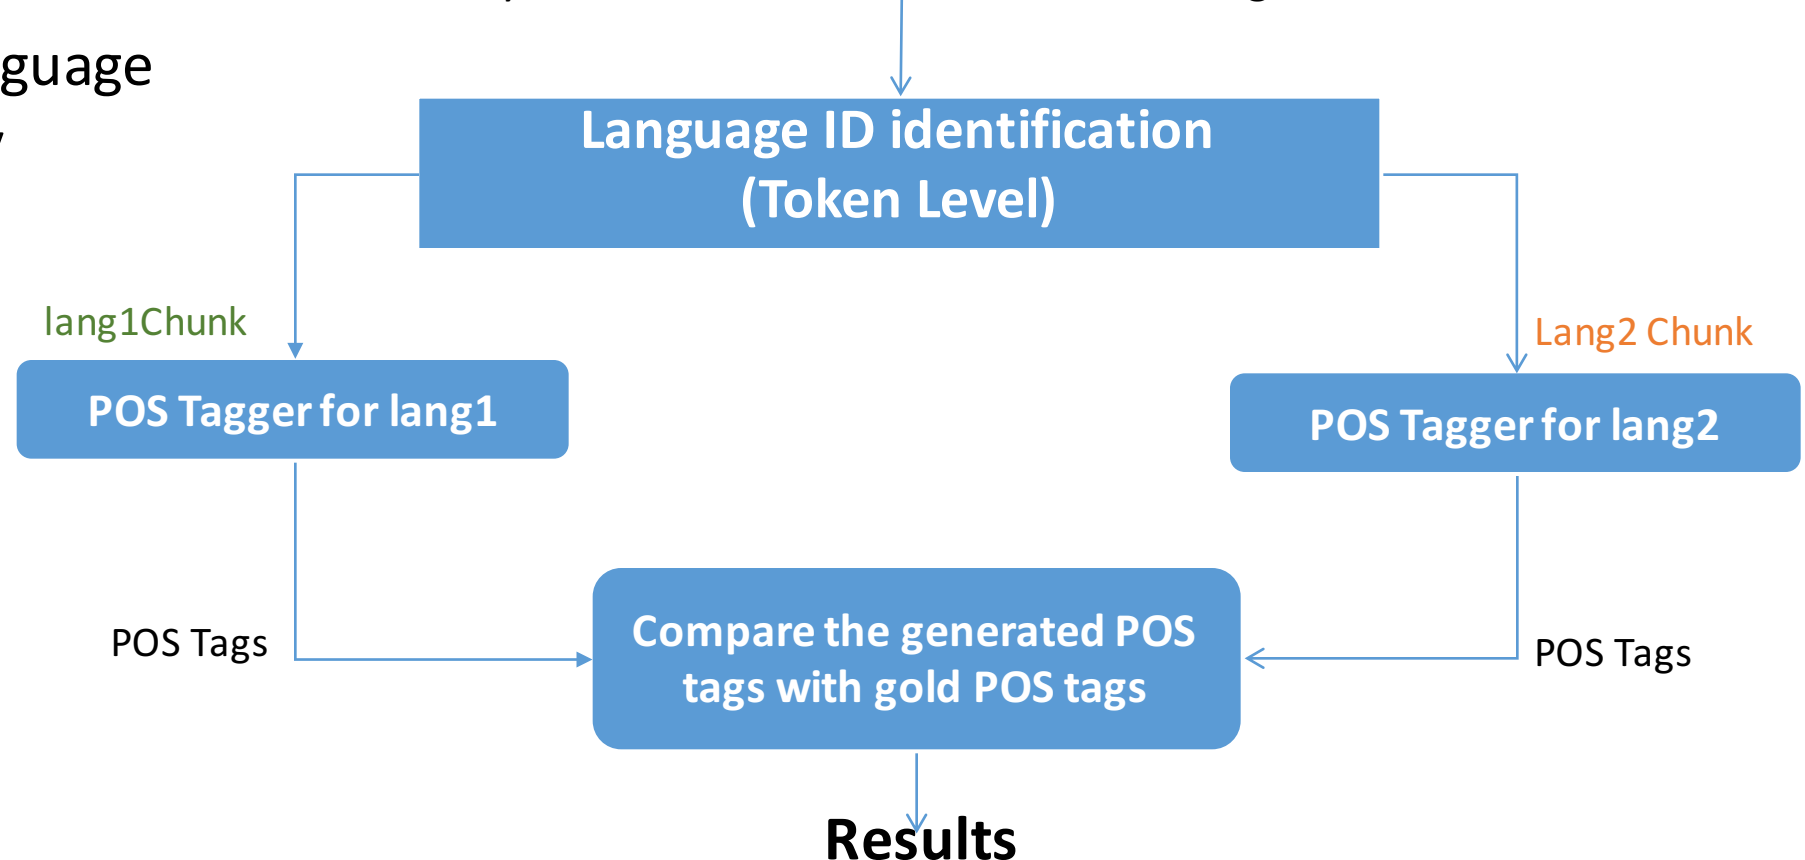 guage
Language ID identification
(Token Level)
lang1Chunk
Lang2 Chunk
POS Tagger for lang1
POS Tagger for lang2
Compare the generated POS
tags with gold POS tags
POS Tags
POS Tags
Results